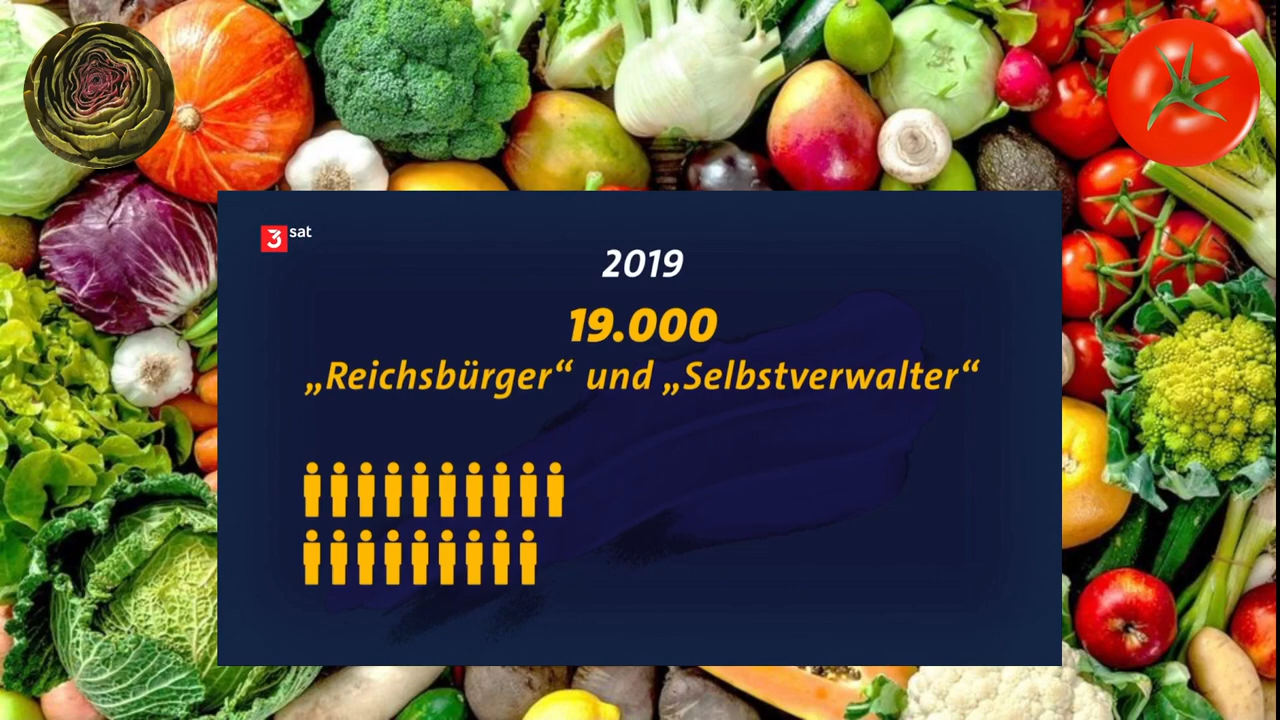 3sat
2019
19.000
„Reichsbürger“ und „Selbstverwalter“